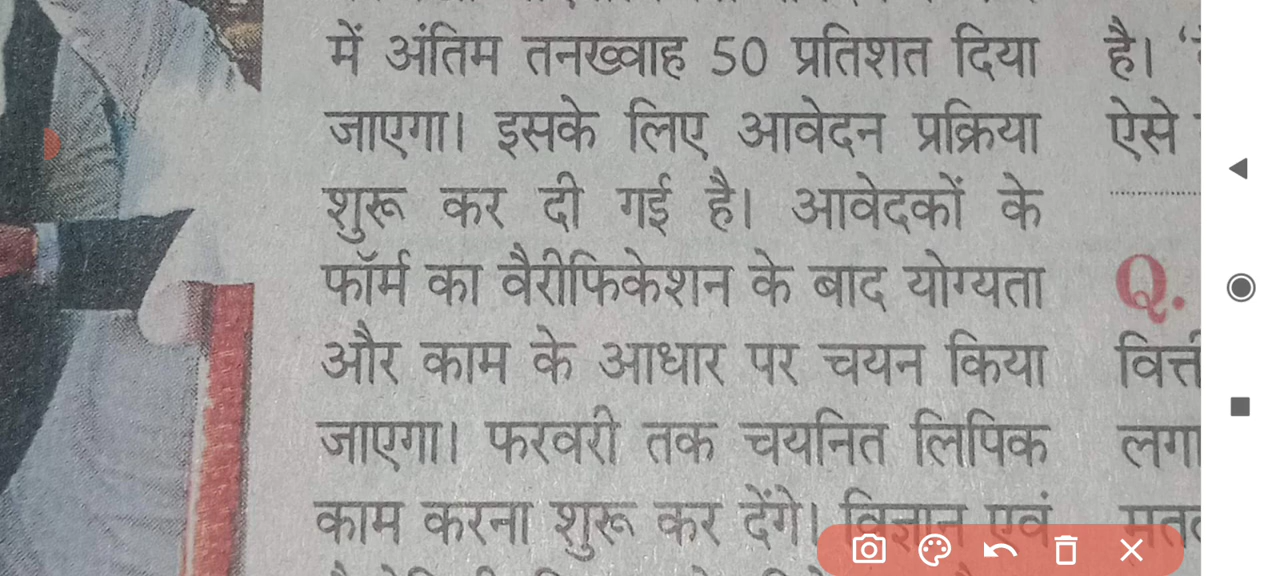 में अंतिम तनख्वाह 50 प्रतिशत दिया
जाएगा। इसके लिए आवेदन प्रक्रिया
शुरू कर दी गई है। आवेदकों के
फॉर्म का वैरीफिकेशन के बाद योग्यता
और काम के आधार पर चयन किया
जाएगा। फरवरी तक चयनित लिपिक
काम करना शुरू कर देंगे। विज्ञान एवं
है।
ऐसे
Q.
वित्ती
लगा